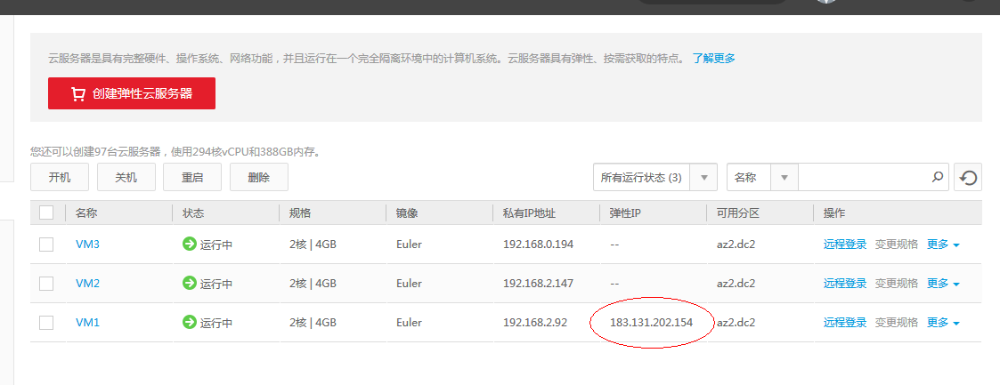 云服务器是具有完整硬件、操作系统、网络功能，并且运行在一个完全隔离环境中的计算机系统。云服务器具有弹性、按需获取的特点。 了解更多
创建弹性云服务器
您还可以创建97台云服务器，使用294核vCPU和388GB内存。
开机 关机 重启 删除 所有运行状态 (3) 名称
名称 状态 规格 镜像 私有IP地址 弹性IP 可用分区 操作
VM3 运行中 2核 | 4GB Euler 192.168.0.194 -- az2.dc2 远程登录 变更规格 更多
VM2 运行中 2核 | 4GB Euler 192.168.2.147 -- az2.dc2 远程登录 变更规格 更多
VM1 运行中 2核 | 4GB Euler 192.168.2.92 183.131.202.154 az2.dc2 远程登录 变更规格 更多